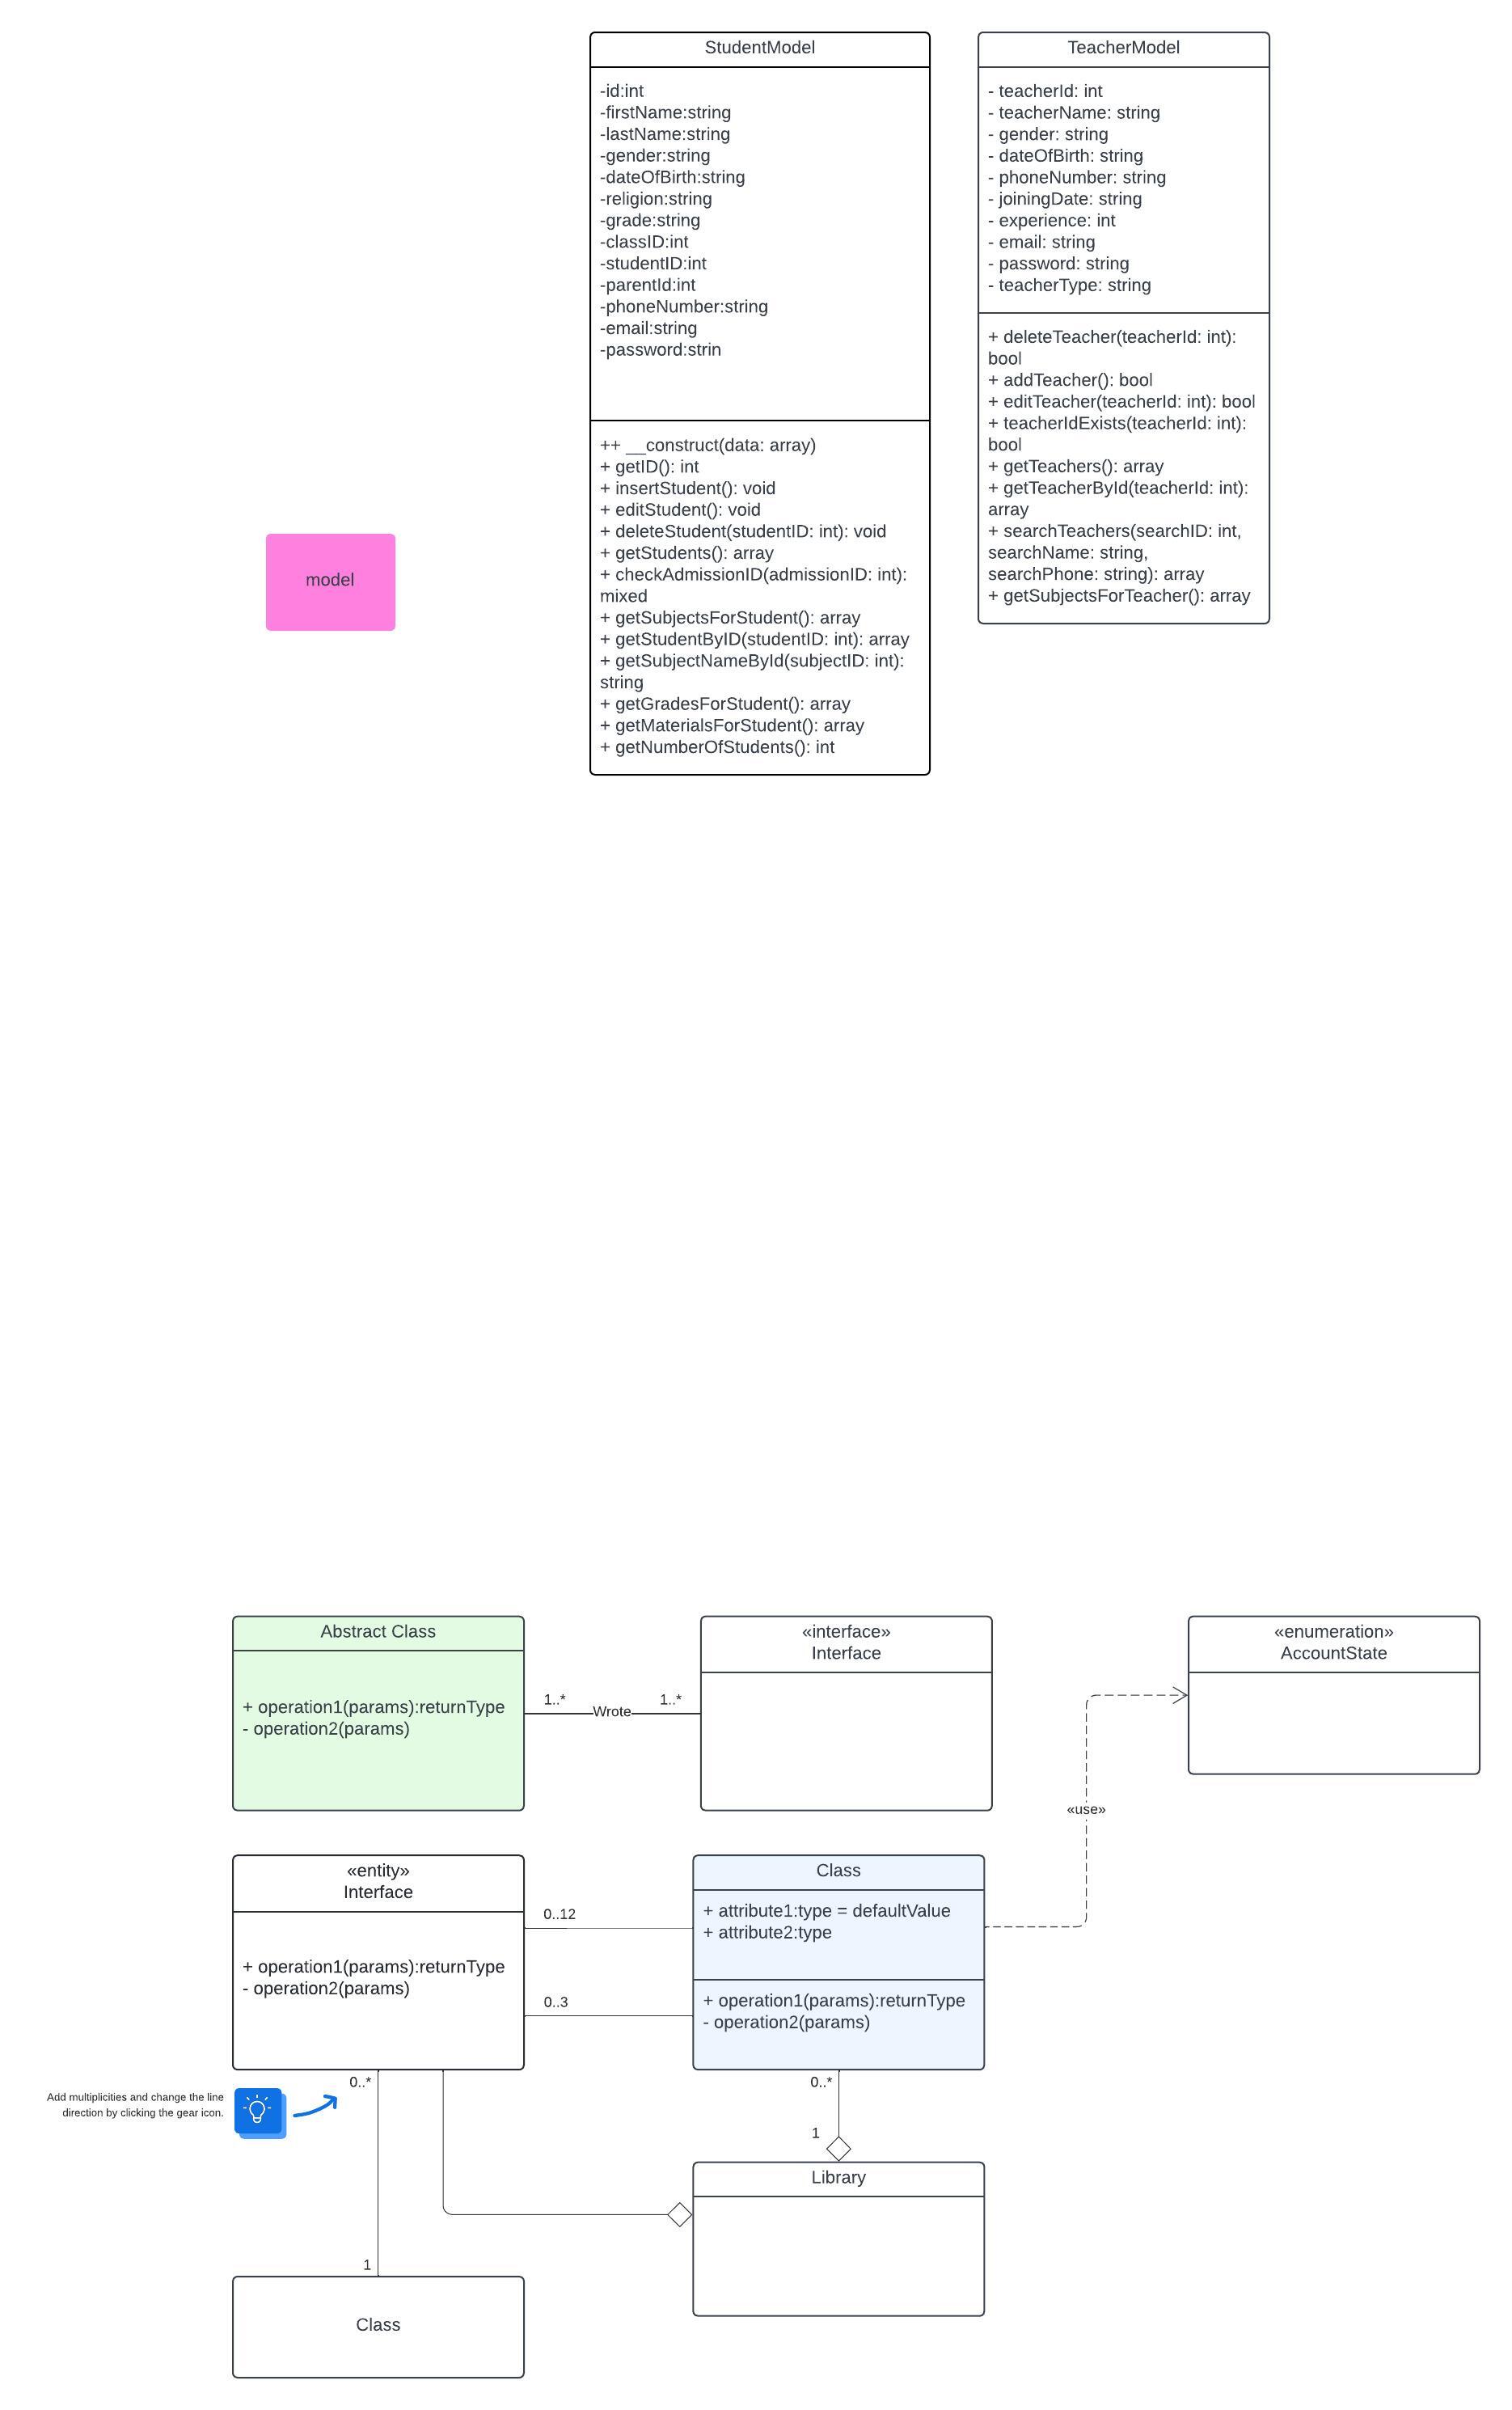 StudentModel
-id:int
-firstName:string
-lastName:string
-gender:string
-dateOfBirth:string
-religion:string
-grade:string
-classID:int
-studentID:int
-parentId:int
-phoneNumber:string
-email:string
-password:strin
++ __construct(data: array)
+ getID(): int
+ insertStudent(): void
+ editStudent(): void
+ deleteStudent(studentID: int): void
+ getStudents(): array
+ checkAdmissionID(admissionID: int):
mixed
+ getSubjectsForStudent(): array
+ getStudentByID(studentID: int): array
+ getSubjectNameById(subjectID: int):
string
+ getGradesForStudent(): array
+ getMaterialsForStudent(): array
+ getNumberOfStudents(): int
TeacherModel
- teacherId: int
- teacherName: string
- gender: string
- dateOfBirth: string
- phoneNumber: string
- joiningDate: string
- experience: int
- email: string
- password: string
- teacherType: string
+ deleteTeacher(teacherId: int):
bool
+ addTeacher(): bool
+ editTeacher(teacherId: int): bool
+ teacherIdExists(teacherId: int):
bool
+ getTeachers(): array
+ getTeacherById(teacherId: int):
array
+ searchTeachers(searchID: int,
searchName: string,
searchPhone: string): array
+ getSubjectsForTeacher(): array
model
Abstract Class
+ operation1(params):returnType
- operation2(params)
1..*
Wrote
1..*
«interface»
Interface
«enumeration»
AccountState
«use»
«entity»
Interface
+ operation1(params):returnType
- operation2(params)
0..12
0..3
Class
+ attribute1:type = defaultValue
+ attribute2:type
+ operation1(params):returnType
- operation2(params)
0..*
0..*
Add multiplicities and change the line
direction by clicking the gear icon.
1
Library
1
Class